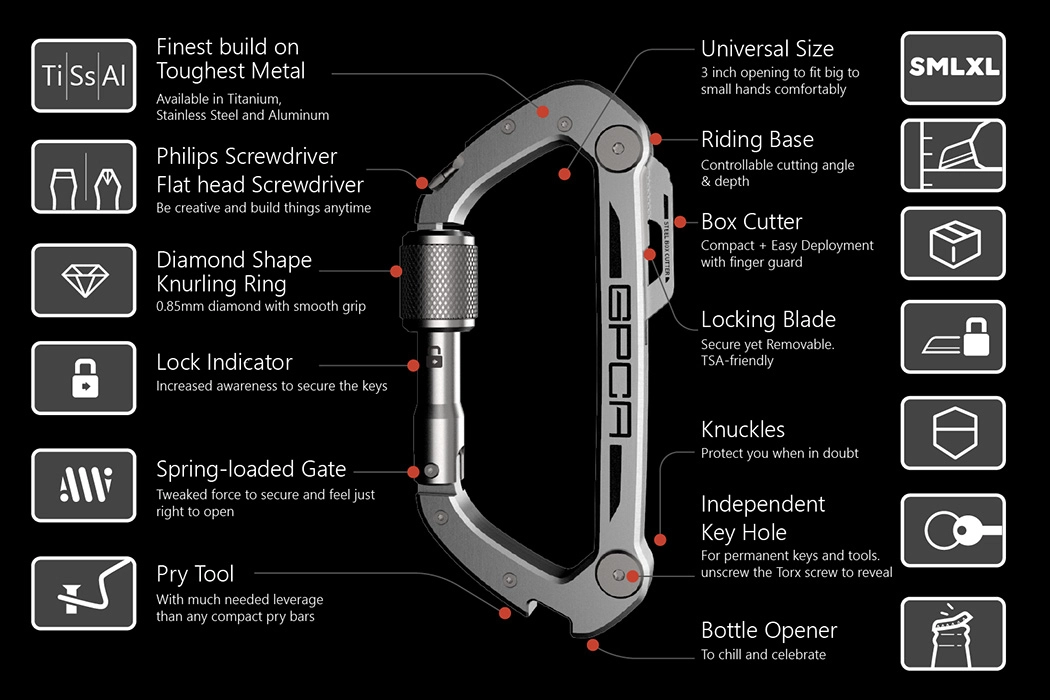 Ti|Ss|Al
Finest build on
Toughest Metal
Available in Titanium,
Stainless Steel and Aluminum
Philips Screwdriver
Flat head Screwdriver
Be creative and build things anytime
Diamond Shape
Knurling Ring
0.85mm diamond with smooth grip
Lock Indicator
Increased awareness to secure the keys
Spring-loaded Gate
Tweaked force to secure and feel just
right to open
Pry Tool
With much needed leverage
than any compact pry bars
GPCA
STEEL BOX CUTTER
Universal Size
3 inch opening to fit big to
small hands comfortably
SMLXL
Riding Base
Controllable cutting angle
& depth
Box Cutter
Compact + Easy Deployment
with finger guard
Locking Blade
Secure yet Removable.
TSA-friendly
Knuckles
Protect you when in doubt
Independent
Key Hole
For permanent keys and tools.
unscrew the Torx screw to reveal
Bottle Opener
To chill and celebrate